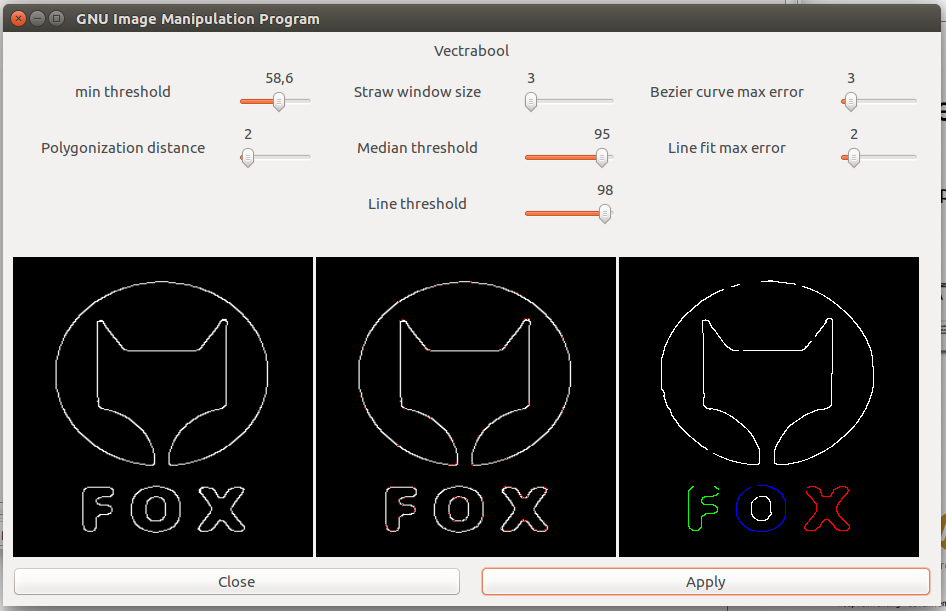 GNU Image Manipulation Program
Vectrabool
min threshold 58,6 Straw window size 3 Bezier curve max error 3
Polygonization distance 2 Median threshold 95 Line fit max error 2
Line threshold 98
FOX FOX FOX
Close Apply